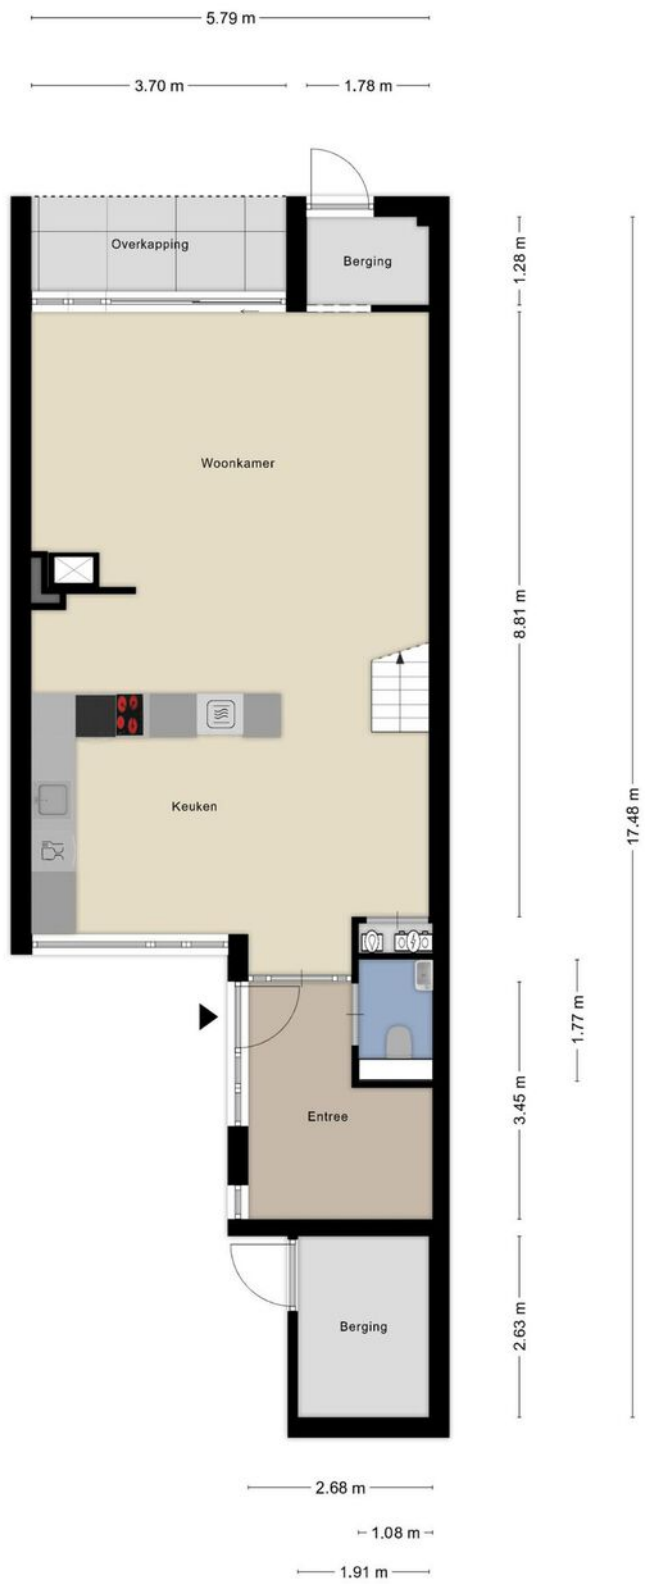 5.79 m
3.70 m
1.78 m
Overkapping
Berging
1.28 m
Woonkamer
8.81 m
17.48 m
Keuken
1.77 m
Entree
3.45 m
Berging
2.63 m
2.68 m
1.08 m
1.91 m